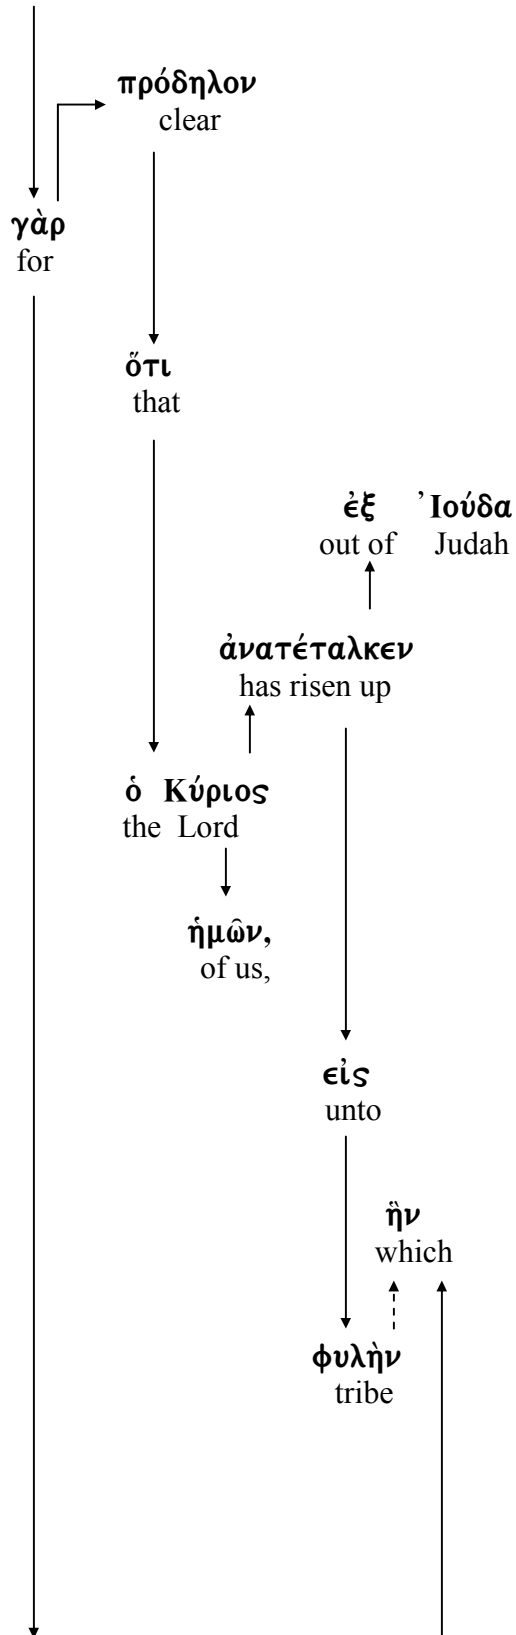 πρόδηλον
clear
γὰρ
for
ὅτι
that
ἐξ Ἰούδα
out of Judah
ἀνατέταλκεν
has risen up
ὁ Κύριος
the Lord
ἡμῶν,
of us,
εἰς
unto
ἣν
which
φυλὴν
tribe